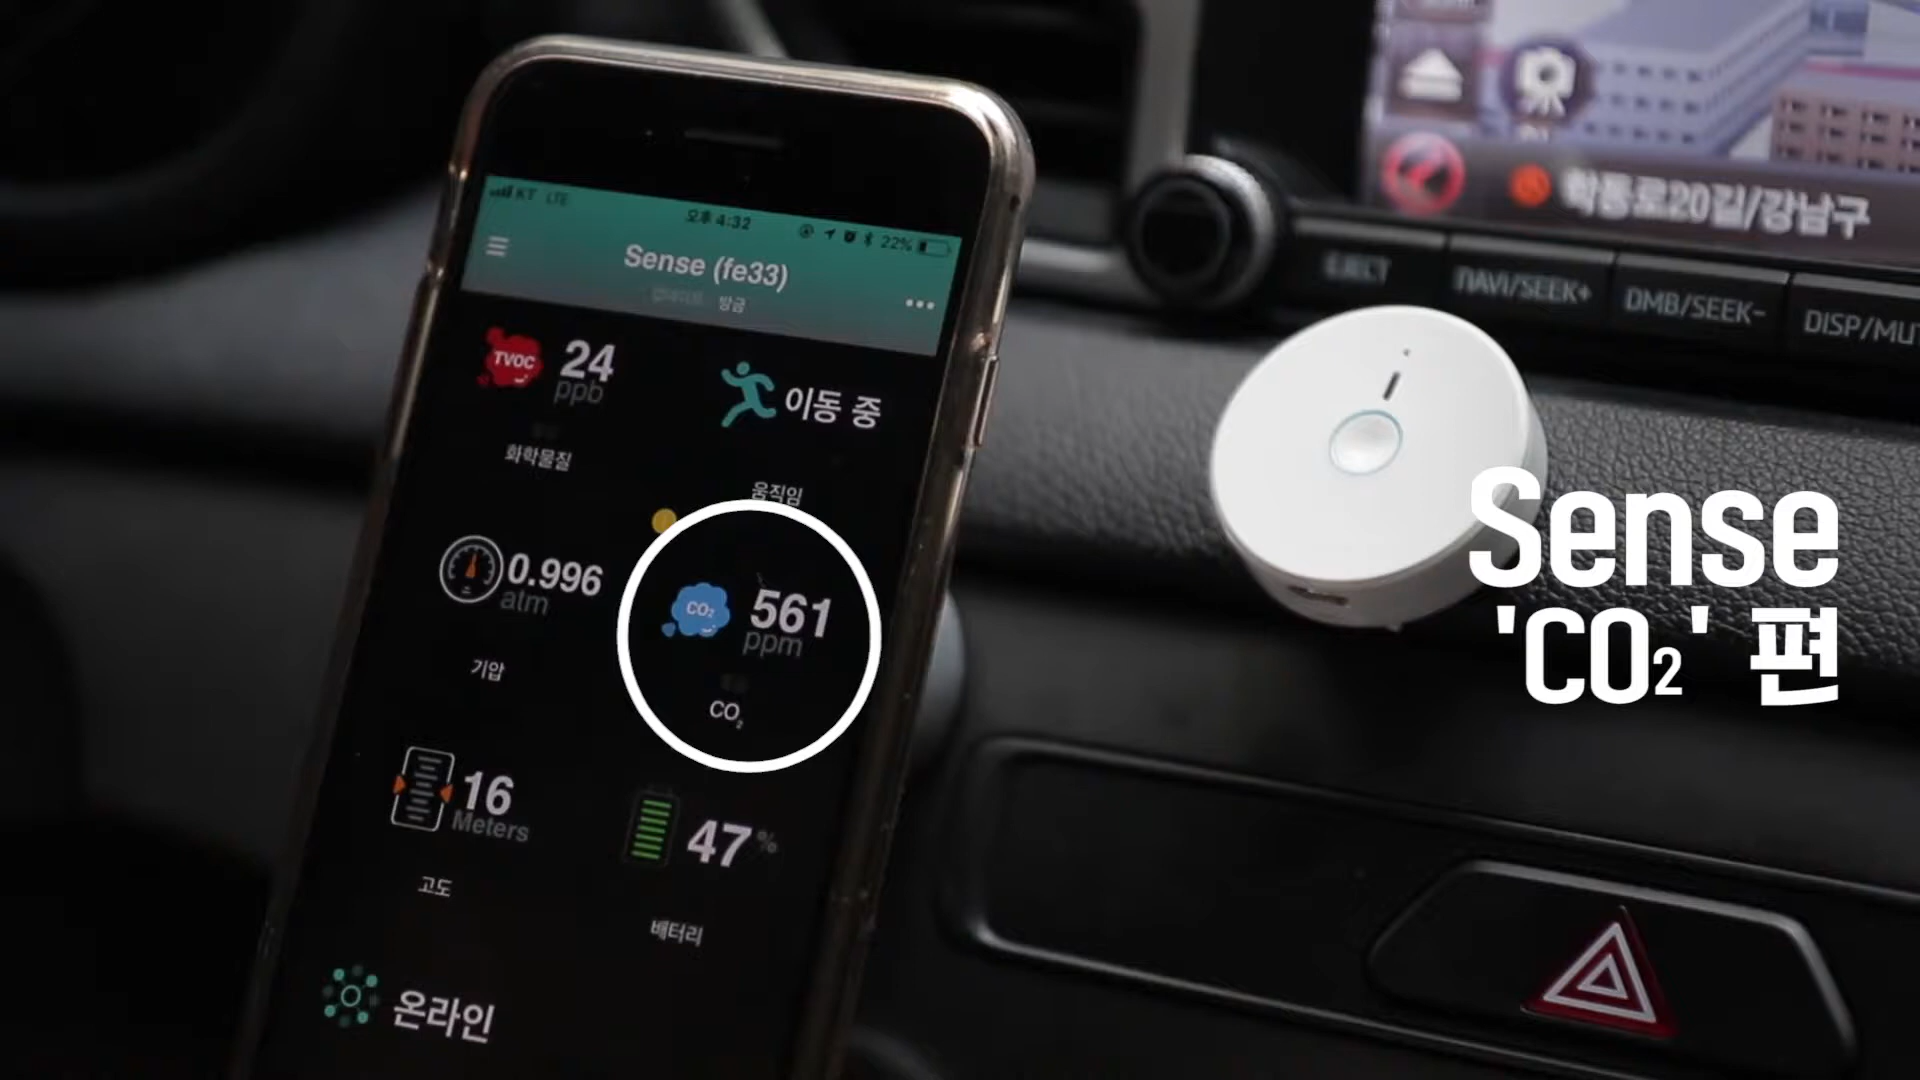 KT LTE
오후 4:32
22%
Sense (fe33)
방금
TVOC
24
ppb
화학물질
이동 중
움직임
0.996
atm
기압
CO₂
561
ppm
CO₂
16
Meters
고도
47 %
배터리
온라인
학동로20길/강남구
EJECT
NAVI/SEEK+
DMB/SEEK-
DISP/MUT
Sense
'CO₂' 편